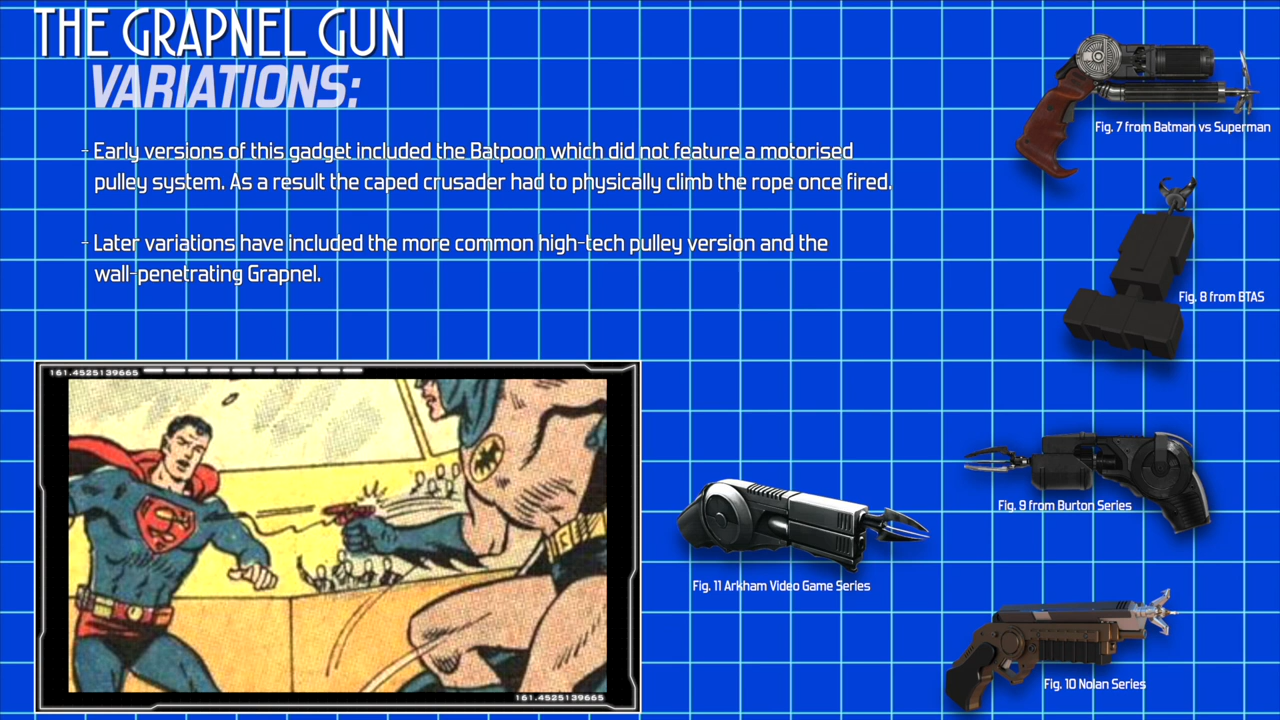 THE GRAPNEL GUN
VARIATIONS:
- Early versions of this gadget included the Batpoon which did not feature a motorised
pulley system. As a result the caped crusader had to physically climb the rope once fired.
- Later variations have included the more common high-tech pulley version and the
wall-penetrating Grapnel.
Fig. 7 from Batman vs Superman
Fig. 8 from BTAS
Fig. 9 from Burton Series
Fig. 11 Arkham Video Game Series
Fig. 10 Nolan Series
161.4525139665
S
161.4525139665